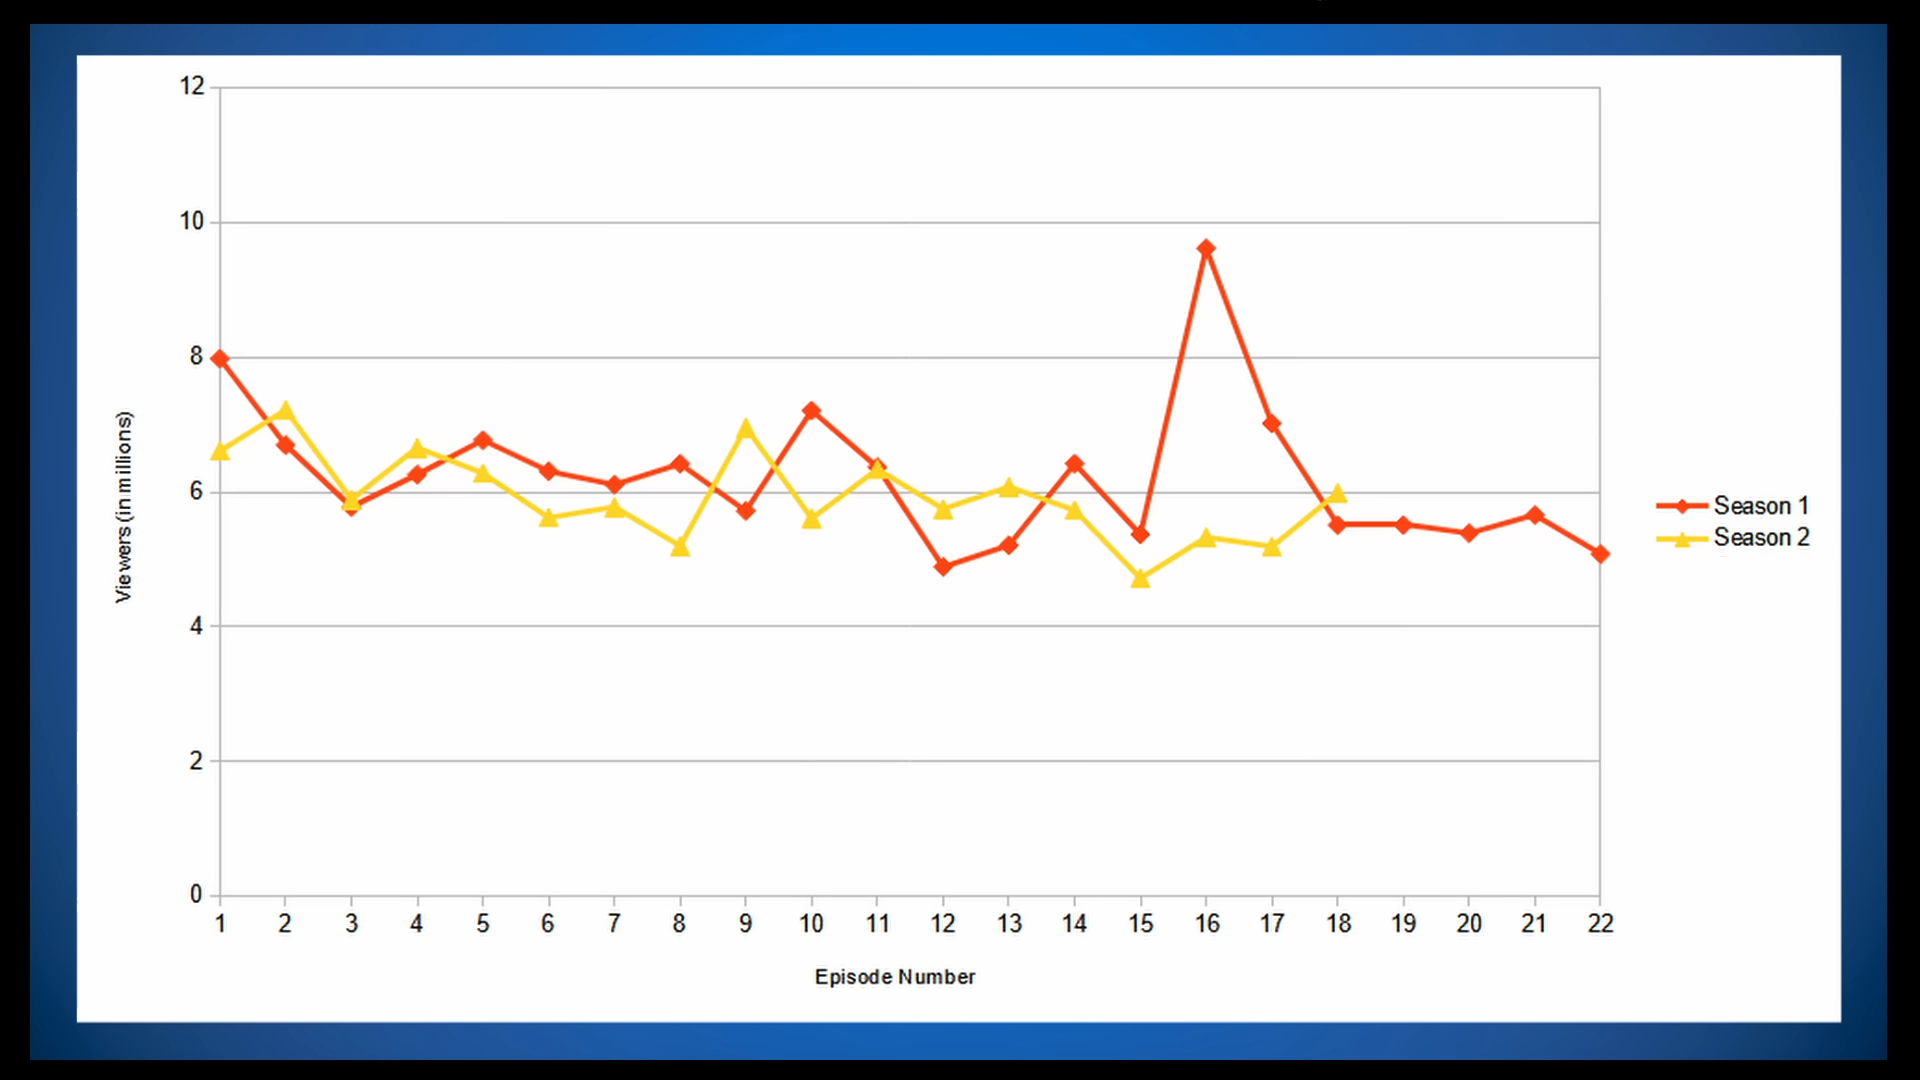 12
10
8
6
4
2
0
Viewers (in millions)
1 2 3 4 5 6 7 8 9 10 11 12 13 14 15 16 17 18 19 20 21 22
Episode Number
Season 1
Season 2